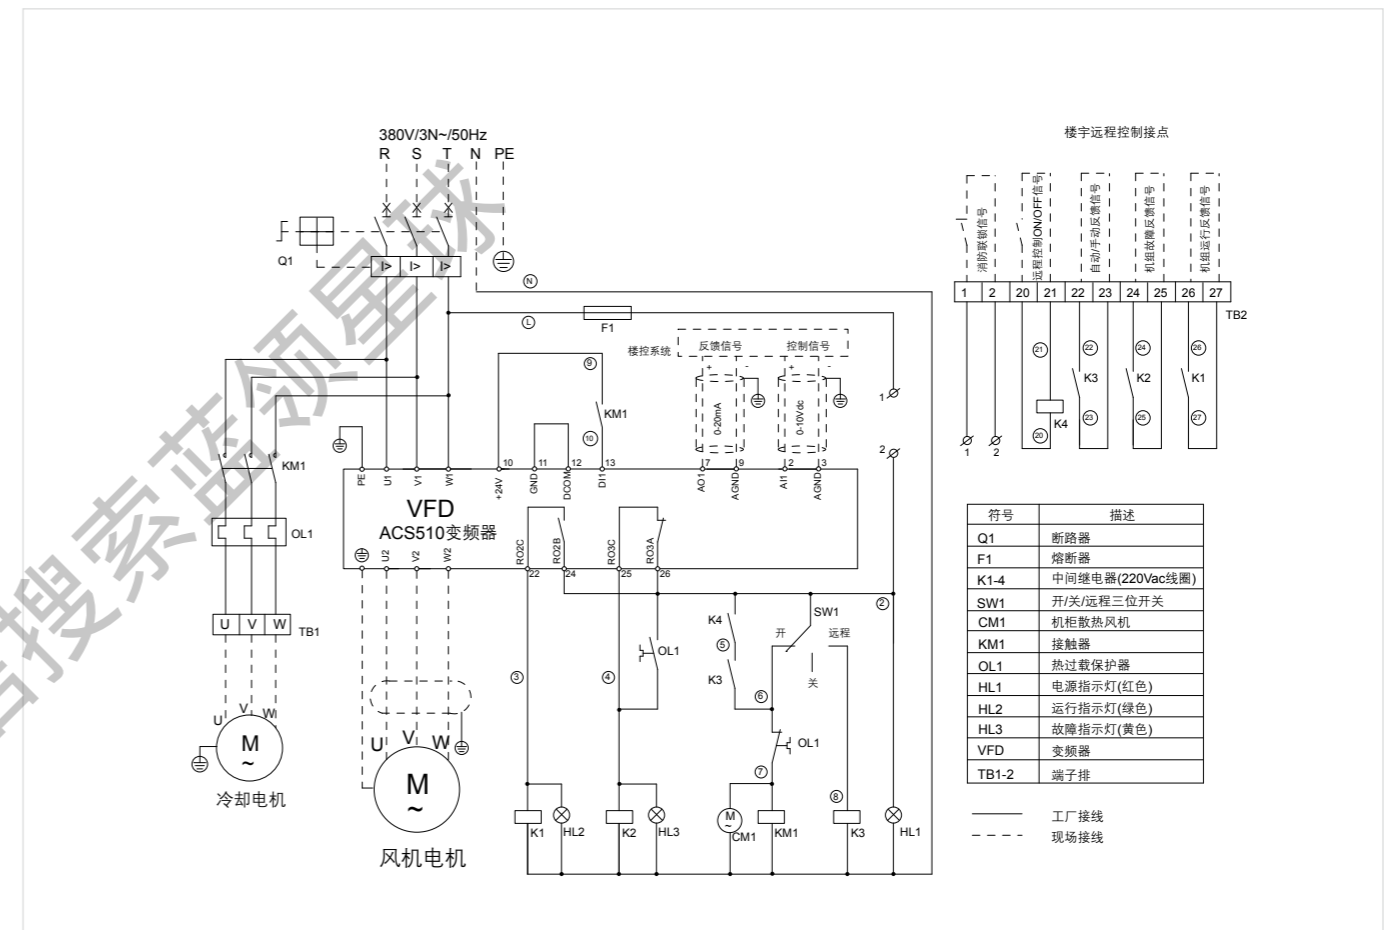 380V/3N~/50Hz
R S T N PE
Q1
I> I> I>
N
L
F1
楼控系统
反馈信号 控制信号
+ - + -
0-20mA
0-10Vdc
9
KM1
10
1
2
KM1
OL1
10 11 12 13 7 9 2 3
PE U1 V1 W1 +24V GND DCOM DI1 AO1 AGND AI1 AGND
VFD
ACS510变频器
U2 V2 W2 RO2C RO2B RO3C RO3A
22 24 25 26
U V W
TB1
U V W
M
~
冷却电机
U V W
M
~
风机电机
2
SW1
K4
开 远程
关
OL1
5
K3
3
4
6
OL1
7
8
M
~
K1 HL2 K2 HL3 CM1 KM1 K3 HL1
楼宇远程控制接点
消防联锁信号
远程控制ON/OFF信号
自动/手动反馈信号
机组故障反馈信号
机组运行反馈信号
1 2 20 21 22 23 24 25 26 27
TB2
21 22 24 26
K3 K2 K1
K4
20 23 25 27
1 2
符号 描述
Q1 断路器
F1 熔断器
K1-4 中间继电器(220Vac线圈)
SW1 开/关/远程三位开关
CM1 机柜散热风机
KM1 接触器
OL1 热过载保护器
HL1 电源指示灯(红色)
HL2 运行指示灯(绿色)
HL3 故障指示灯(黄色)
VFD 变频器
TB1-2 端子排
工厂接线
现场接线
搜索蓝领星球